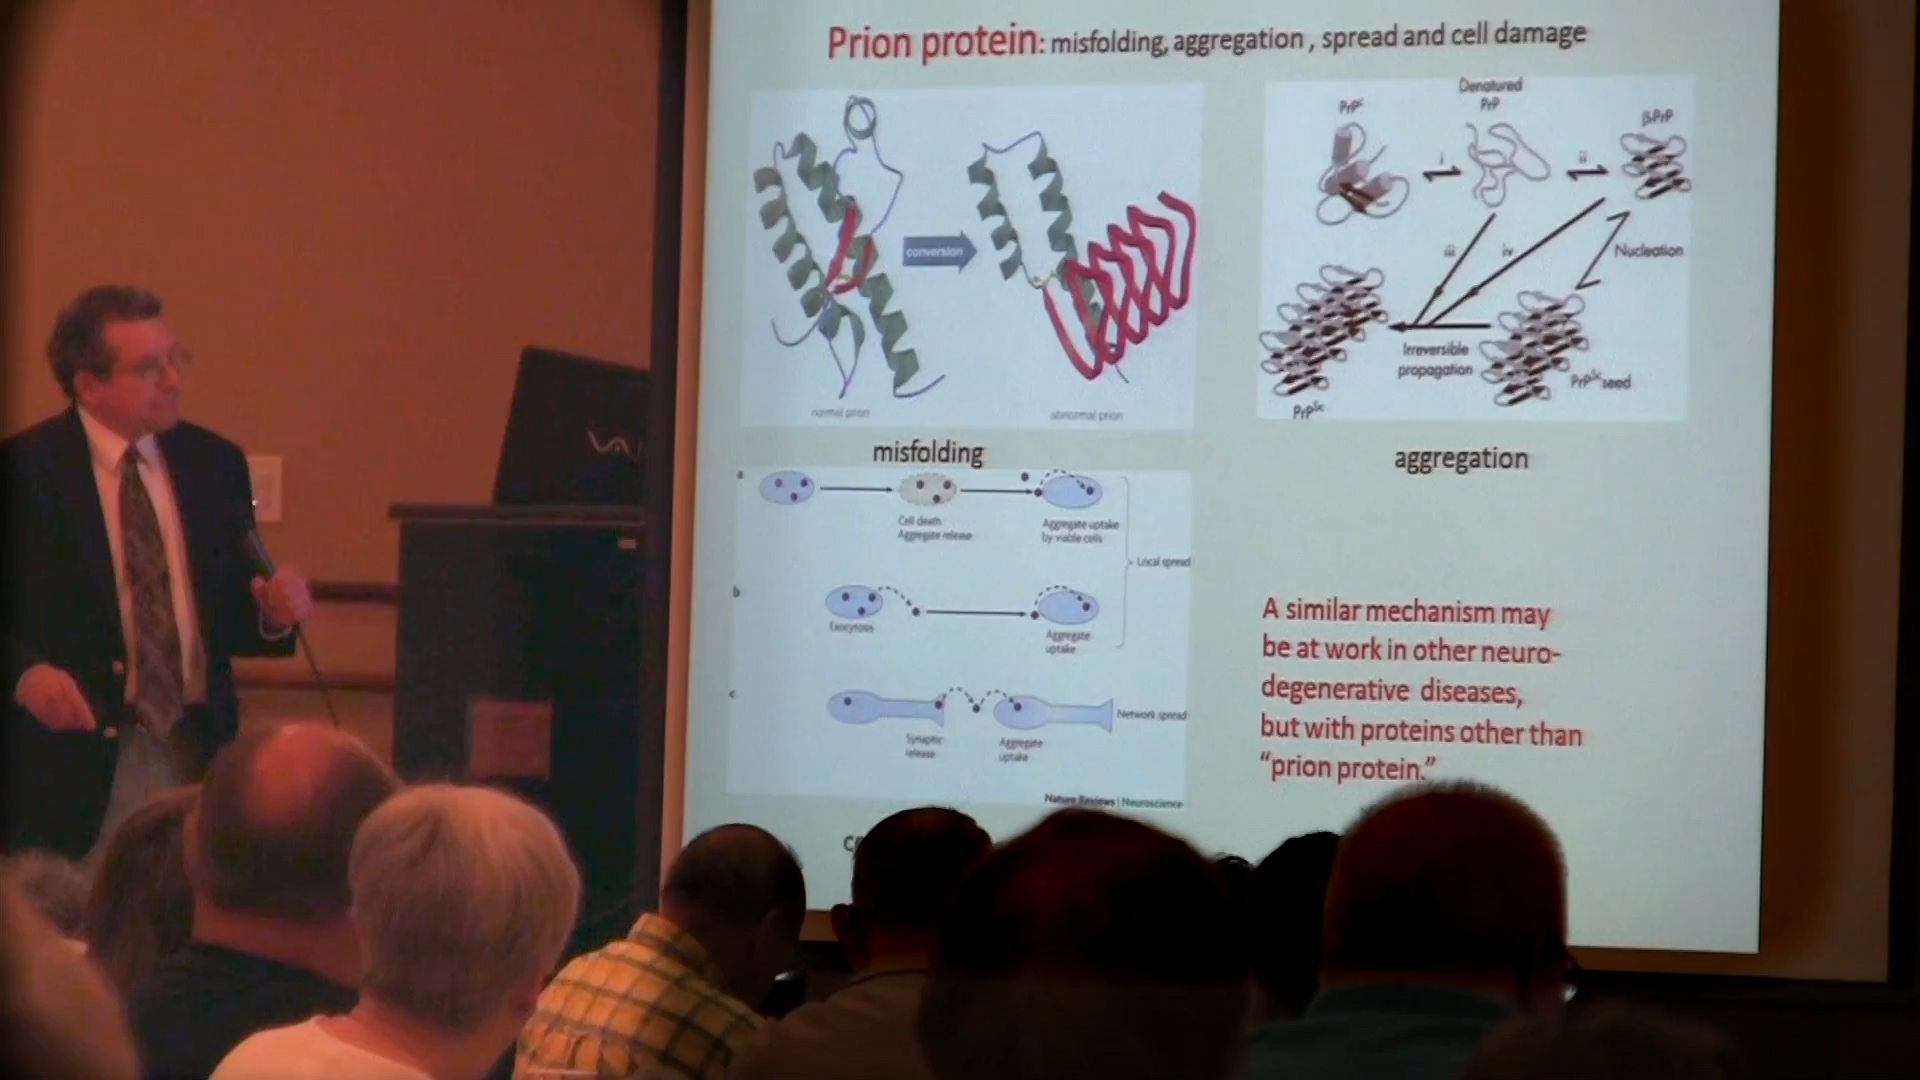 Prion protein: misfolding, aggregation , spread and cell damage
conversion
normal prion
abnormal prion
misfolding
PrPᶜ
Denatured
PrP
β-PrP
i
ii
iii
iv
Nucleation
Irreversible
propagation
PrPˢᶜ seed
PrPˢᶜ
aggregation
a
Cell death
Aggregate release
Aggregate uptake
by viable cells
Local spread
b
Exocytosis
Aggregate
uptake
c
Synaptic
release
Aggregate
uptake
Network spread
Nature Reviews | Neuroscience
A similar mechanism may
be at work in other neuro-
degenerative diseases,
but with proteins other than
“prion protein.”